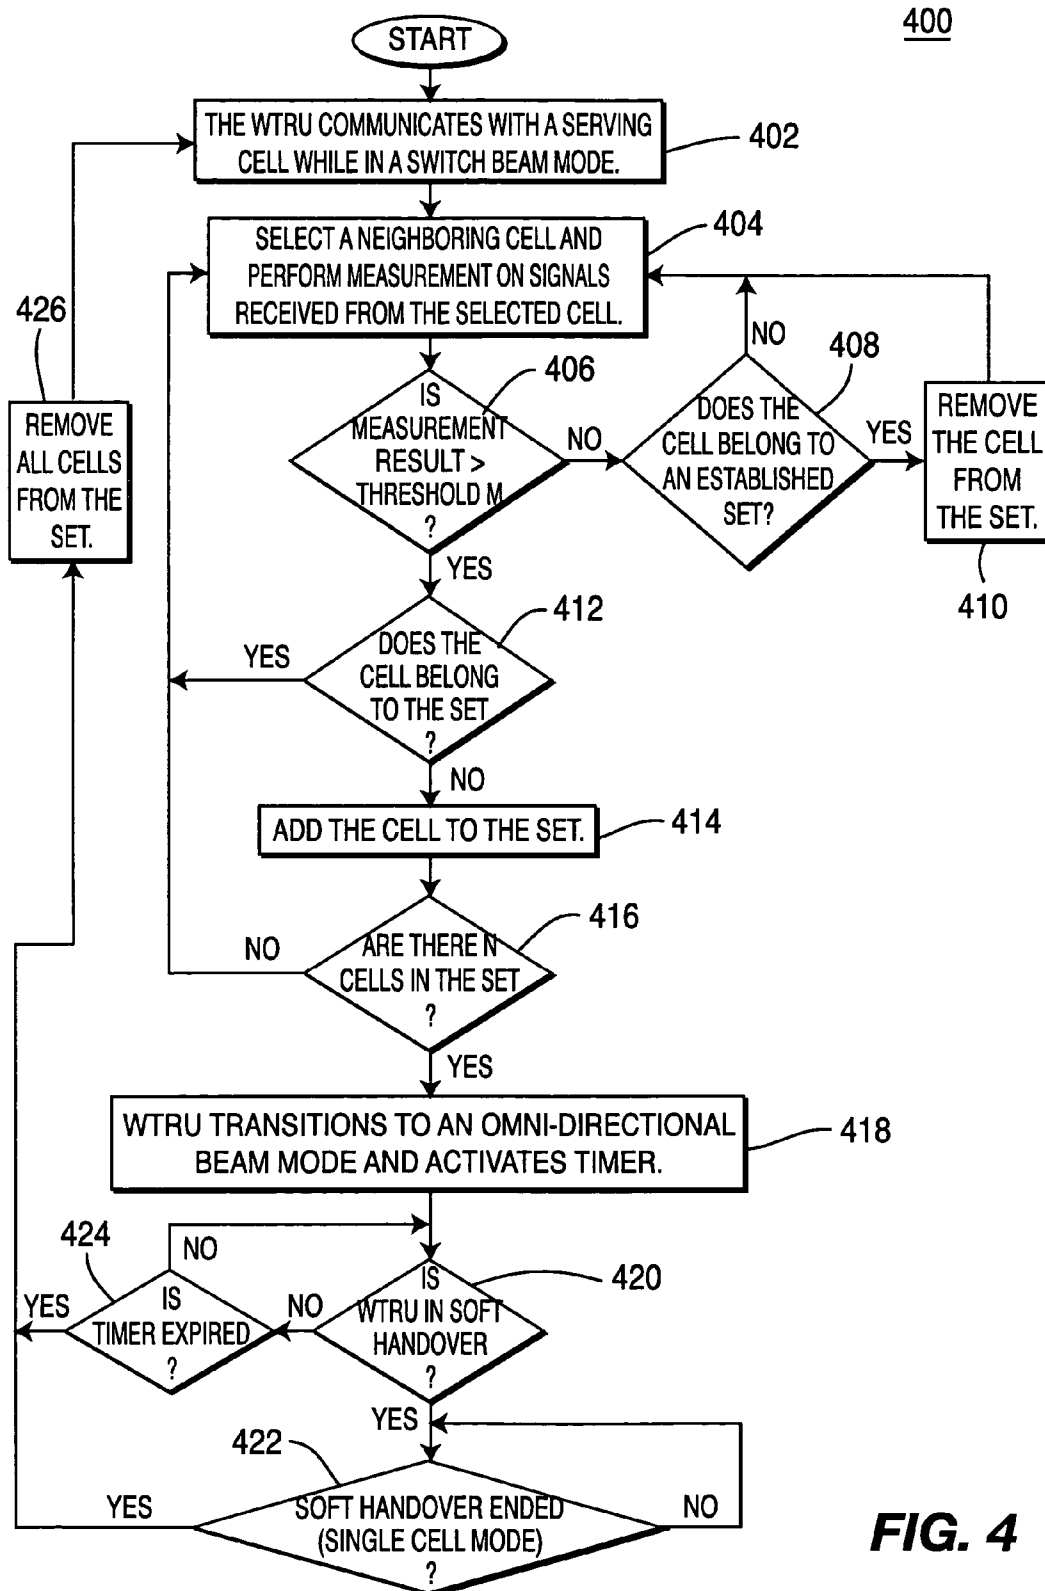 400
START
THE WTRU COMMUNICATES WITH A SERVING
CELL WHILE IN A SWITCH BEAM MODE.
402
SELECT A NEIGHBORING CELL AND
PERFORM MEASUREMENT ON SIGNALS
RECEIVED FROM THE SELECTED CELL.
404
426
REMOVE
ALL CELLS
FROM THE
SET.
IS
MEASUREMENT
RESULT >
THRESHOLD M
?
406
NO
YES
DOES THE
CELL BELONG TO
AN ESTABLISHED
SET?
408
NO
YES
REMOVE
THE CELL
FROM
THE SET.
410
DOES THE
CELL BELONG
TO THE SET
?
412
YES
NO
ADD THE CELL TO THE SET.
414
ARE THERE N
CELLS IN THE SET
?
416
NO
YES
WTRU TRANSITIONS TO AN OMNI-DIRECTIONAL
BEAM MODE AND ACTIVATES TIMER.
418
424
NO
YES
IS
TIMER EXPIRED
?
NO
IS
WTRU IN SOFT
HANDOVER
?
420
YES
422
YES
SOFT HANDOVER ENDED
(SINGLE CELL MODE)
?
NO
FIG. 4